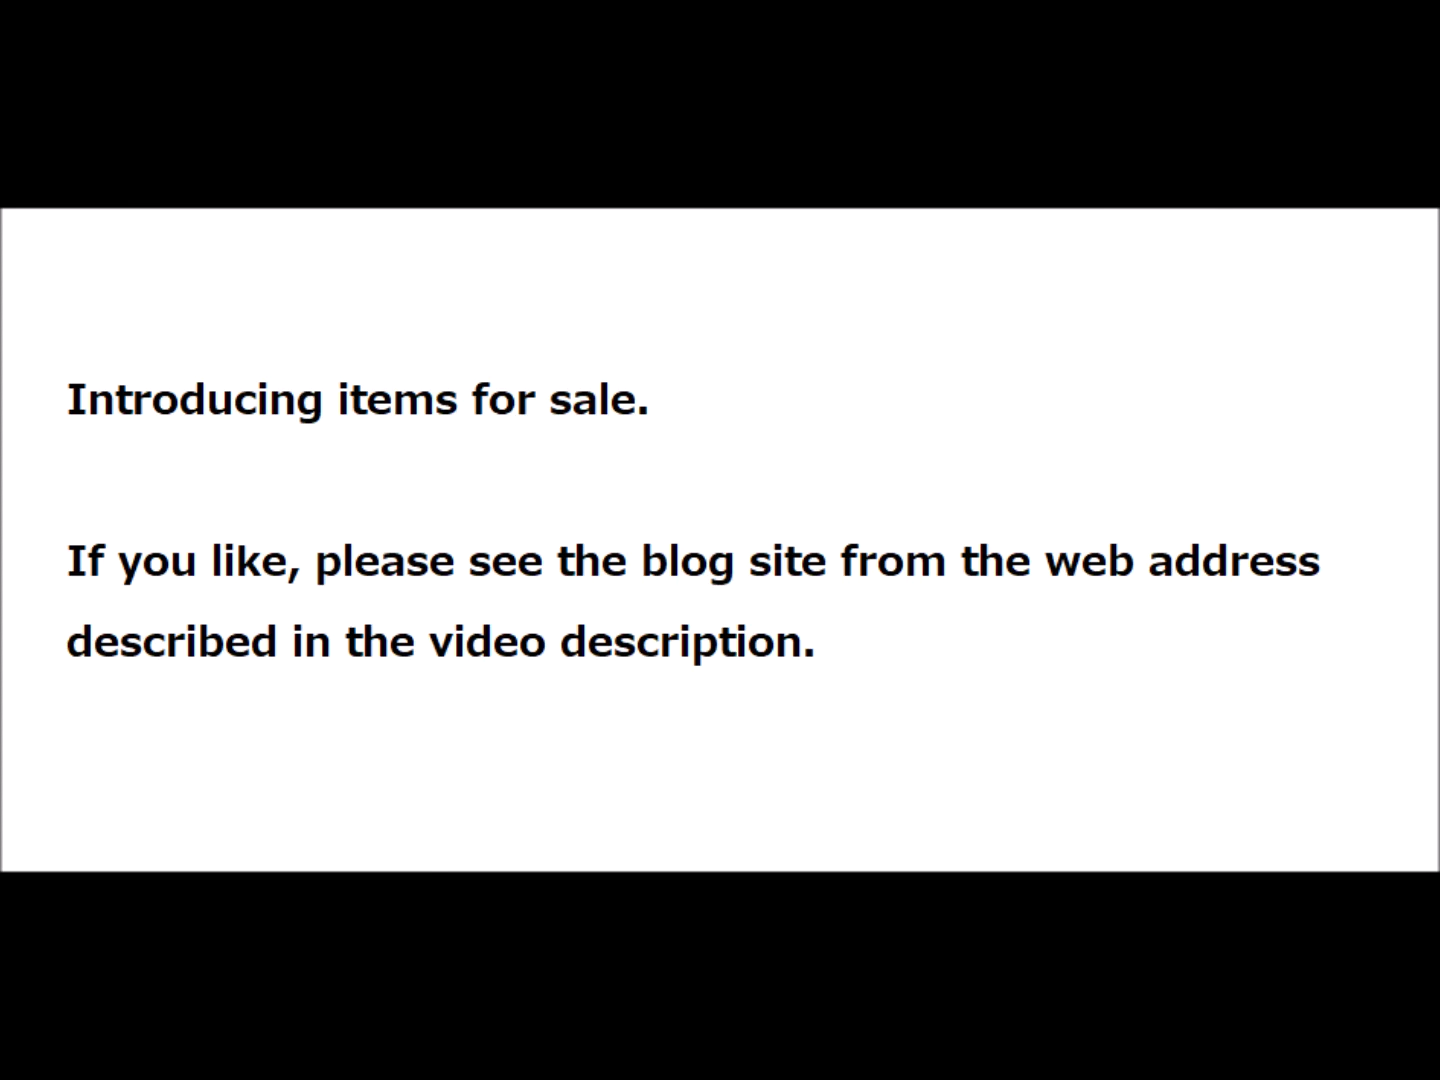 Introducing items for sale.
If you like, please see the blog site from the web address
described in the video description.